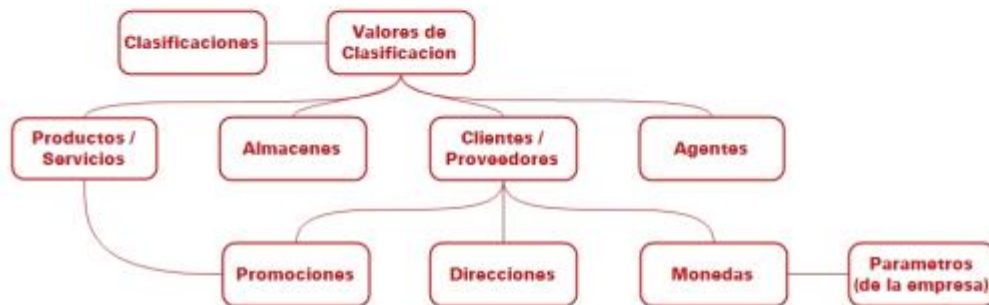 Clasificaciones
Valores de
Clasificacion
Productos /
Servicios
Almacenes
Clientes /
Proveedores
Agentes
Promociones
Direcciones
Monedas
Parametros
(de la empresa)